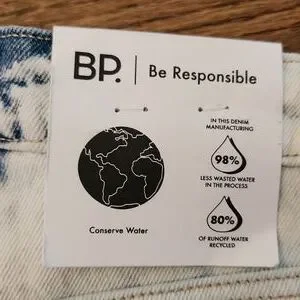 BP. | Be Responsible
IN THIS DENIM
MANUFACTURING
98%
LESS WASTED WATER
IN THE PROCESS
80%
OF RUNOFF WATER
RECYCLED
Conserve Water